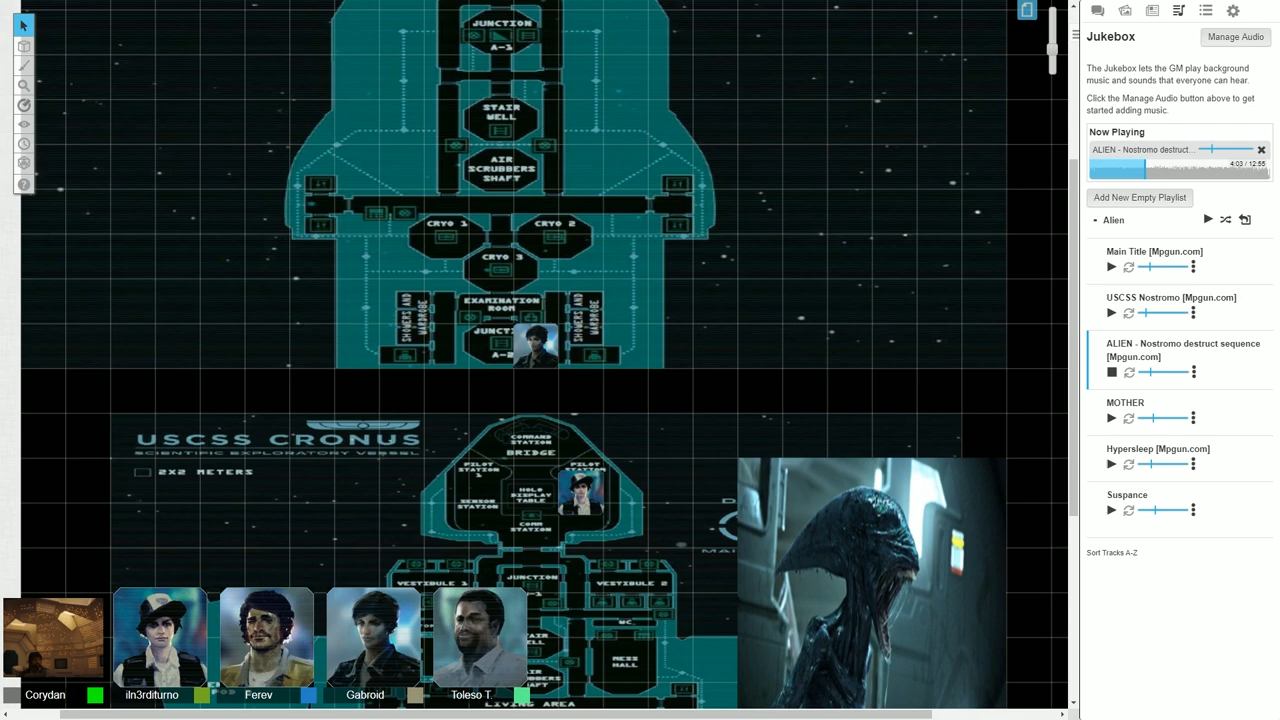 JUNCTION
A-1
STAIR
WELL
AIR
SCRUBBERS
SHAFT
CRYO 1
CRYO 2
CRYO 3
SHOWERS AND
WARDROBE
EXAMINATION
ROOM
SHOWERS AND
WARDROBE
JUNCT
A-2
USCSS CRONUS
SCIENTIFIC EXPLORATORY VESSEL
2X2 METERS
COMMAND
STATION
BRIDGE
PILOT
STATION
1
PILOT
STATION
HOLO
DISPLAY
TABLE
SENSOR
STATION
COMM
STATION
VESTIBULE 1
JUNCTION
VESTIBULE 2
WC
MESS
HALL
LIVING AREA
Corydan
iln3rditurno
Ferev
Gabroid
Toleso T.
Jukebox
Manage Audio
The Jukebox lets the GM play background
music and sounds that everyone can hear.
Click the Manage Audio button above to get
started adding music.
Now Playing
ALIEN - Nostromo destruct...
4:03 / 12:55
Add New Empty Playlist
Alien
Main Title [Mpgun.com]
USCSS Nostromo [Mpgun.com]
ALIEN - Nostromo destruct sequence
[Mpgun.com]
MOTHER
Hypersleep [Mpgun.com]
Suspance
Sort Tracks A-Z